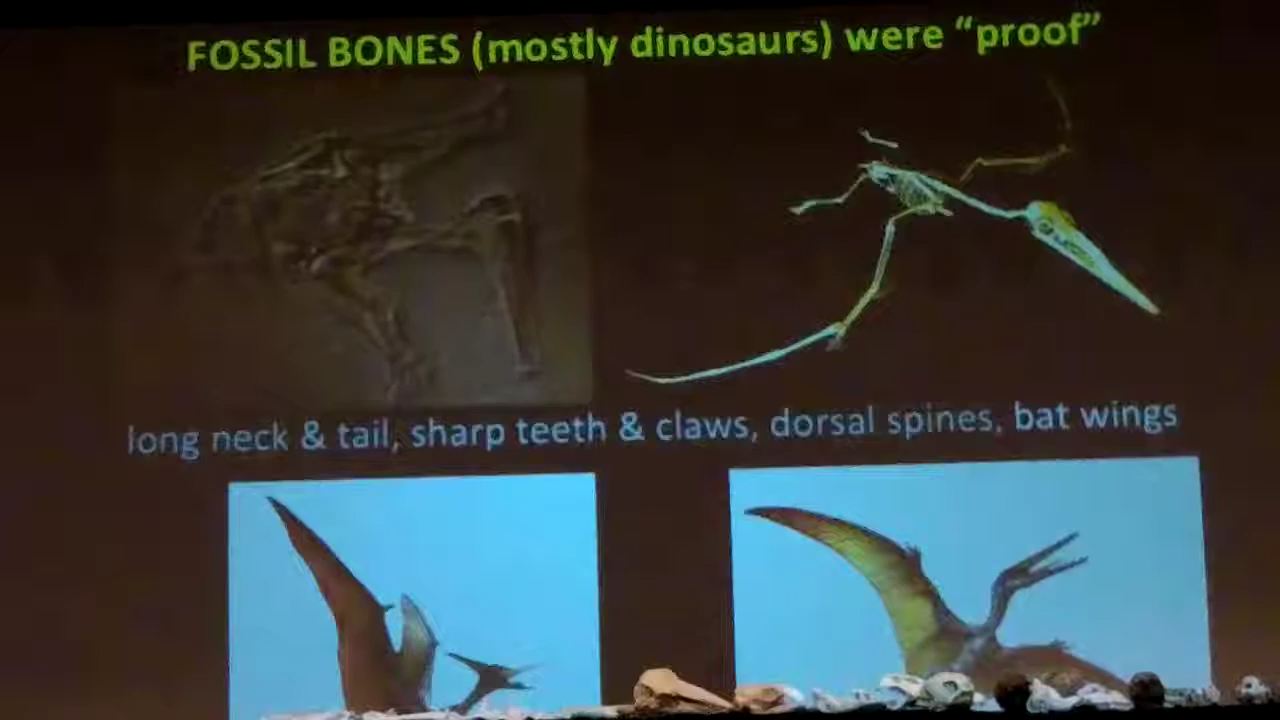 FOSSIL BONES (mostly dinosaurs) were “proof”
long neck & tail, sharp teeth & claws, dorsal spines, bat wings